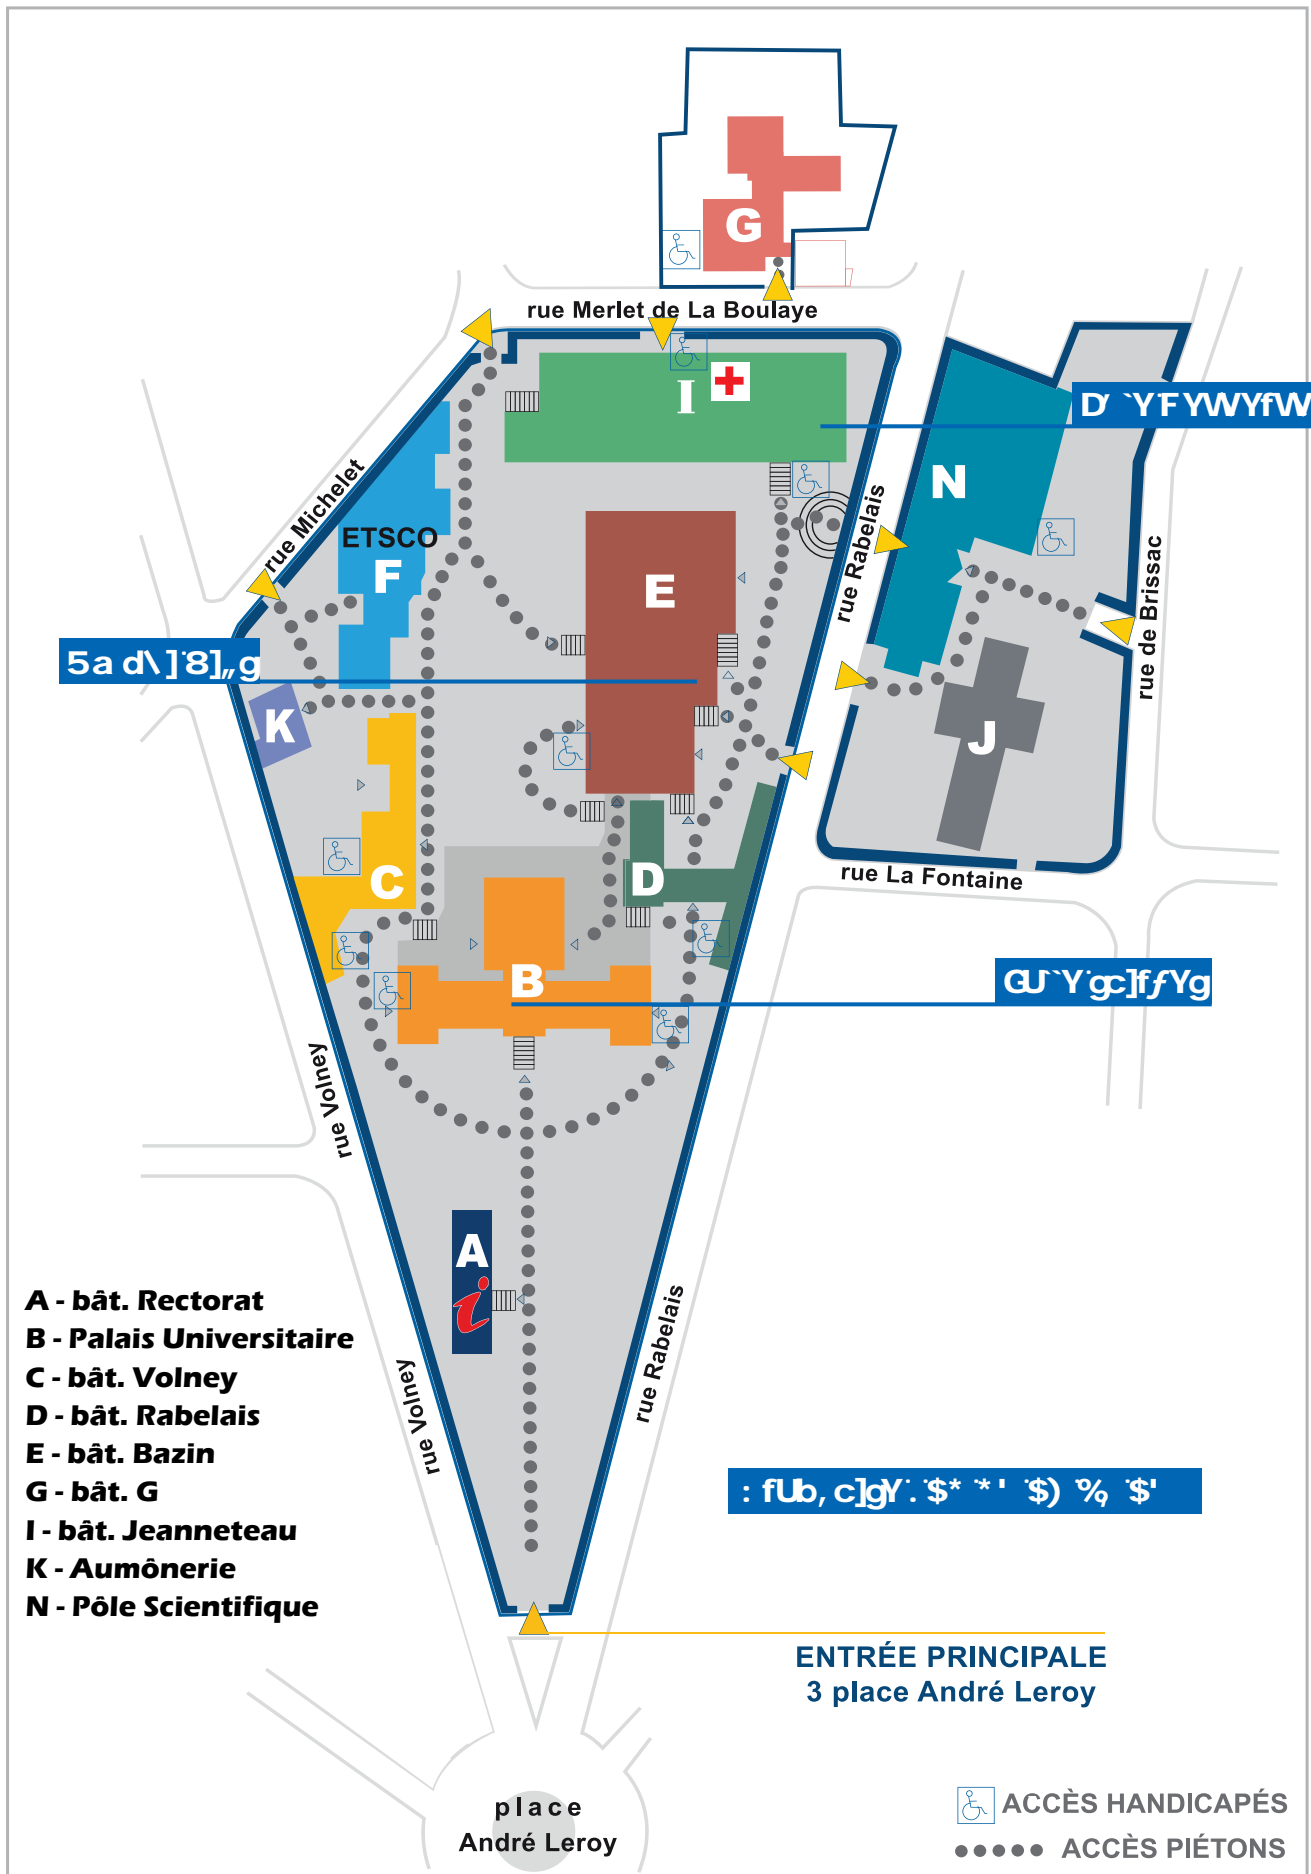 G
rue Merlet de La Boulaye
I
N
rue Michelet
ETSCO
F
E
rue Rabelais
rue de Brissac
K
J
C
D
rue La Fontaine
B
rue Volney
A
i
rue Rabelais
rue Volney
A - bât. Rectorat
B - Palais Universitaire
C - bât. Volney
D - bât. Rabelais
E - bât. Bazin
G - bât. G
I - bât. Jeanneteau
K - Aumônerie
N - Pôle Scientifique
ENTRÉE PRINCIPALE
3 place André Leroy
place
André Leroy
ACCÈS HANDICAPÉS
ACCÈS PIÉTONS